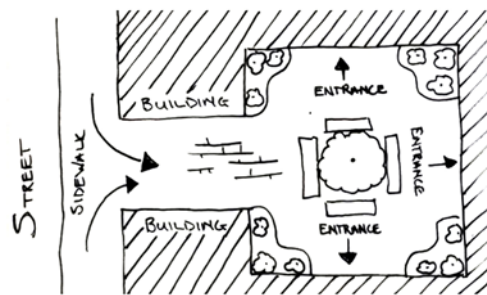 STREET
SIDEWALK
BUILDING
BUILDING
ENTRANCE
ENTRANCE
ENTRANCE